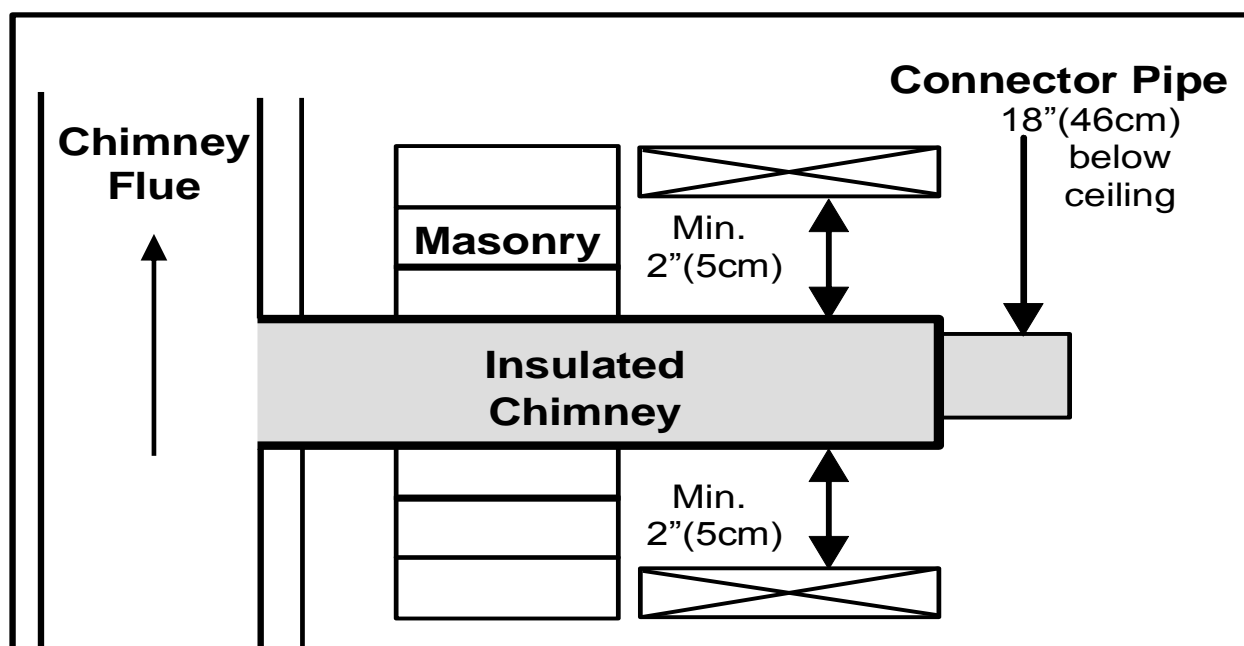 Connector Pipe
18”(46cm)
below
ceiling
Chimney
Flue
Masonry
Min.
2”(5cm)
Insulated
Chimney
Min.
2”(5cm)